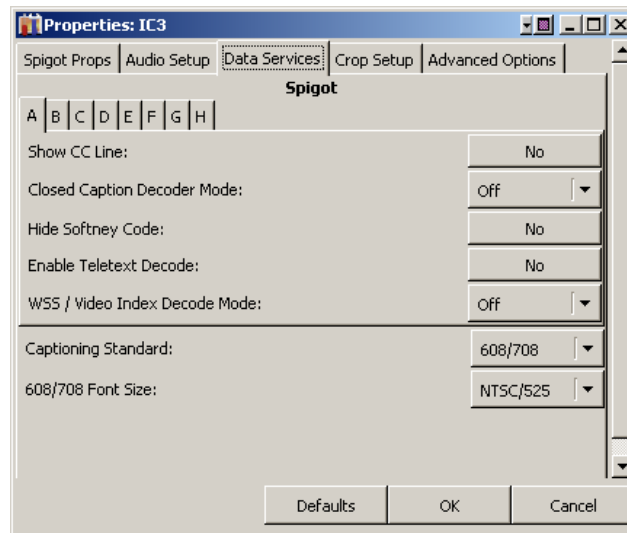 Properties: IC3
Spigot Props Audio Setup Data Services Crop Setup Advanced Options
Spigot
A B C D E F G H
Show CC Line: No
Closed Caption Decoder Mode: Off
Hide Softney Code: No
Enable Teletext Decode: No
WSS / Video Index Decode Mode: Off
Captioning Standard: 608/708
608/708 Font Size: NTSC/525
Defaults OK Cancel